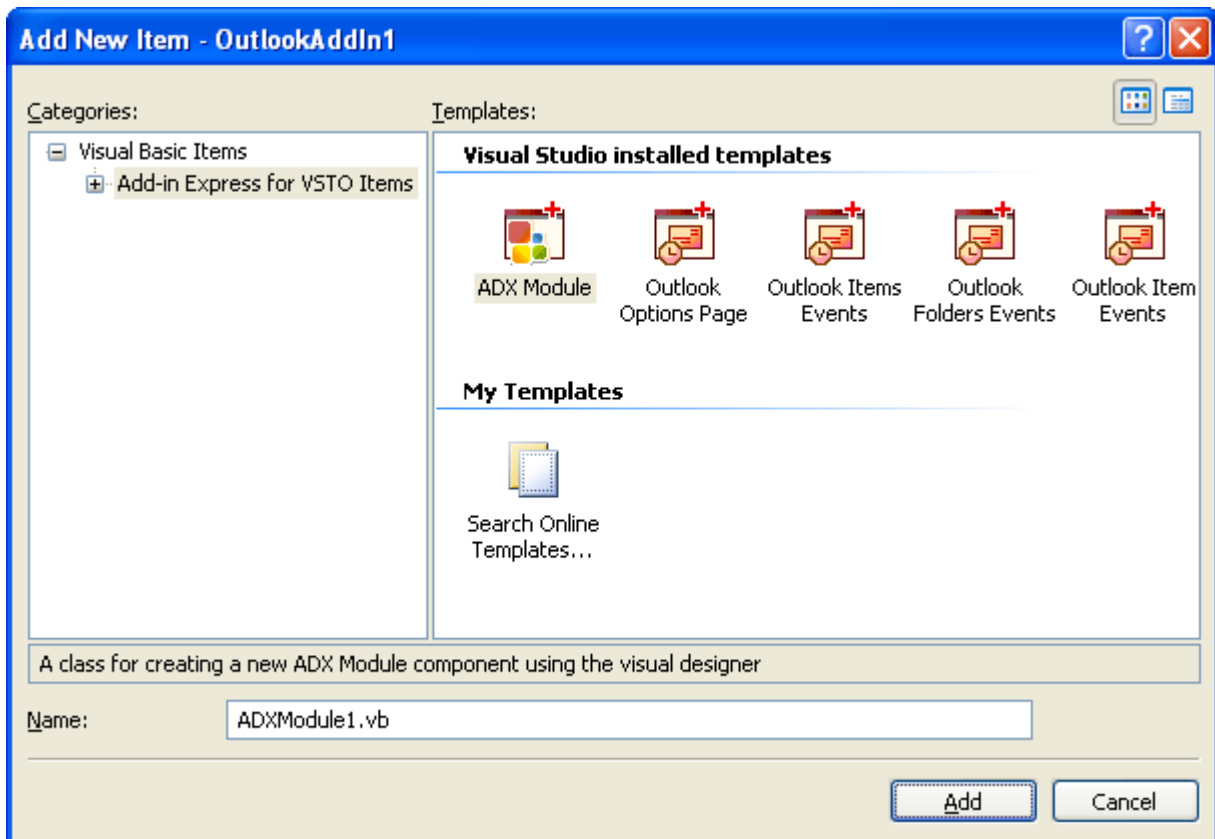 Add New Item - OutlookAddIn1
Categories:
Templates:
Visual Basic Items
Add-in Express for VSTO Items
Visual Studio installed templates
ADX Module
Outlook
Options Page
Outlook Items
Events
Outlook
Folders Events
Outlook Item
Events
My Templates
Search Online
Templates...
A class for creating a new ADX Module component using the visual designer
Name:
ADXModule1.vb
Add
Cancel